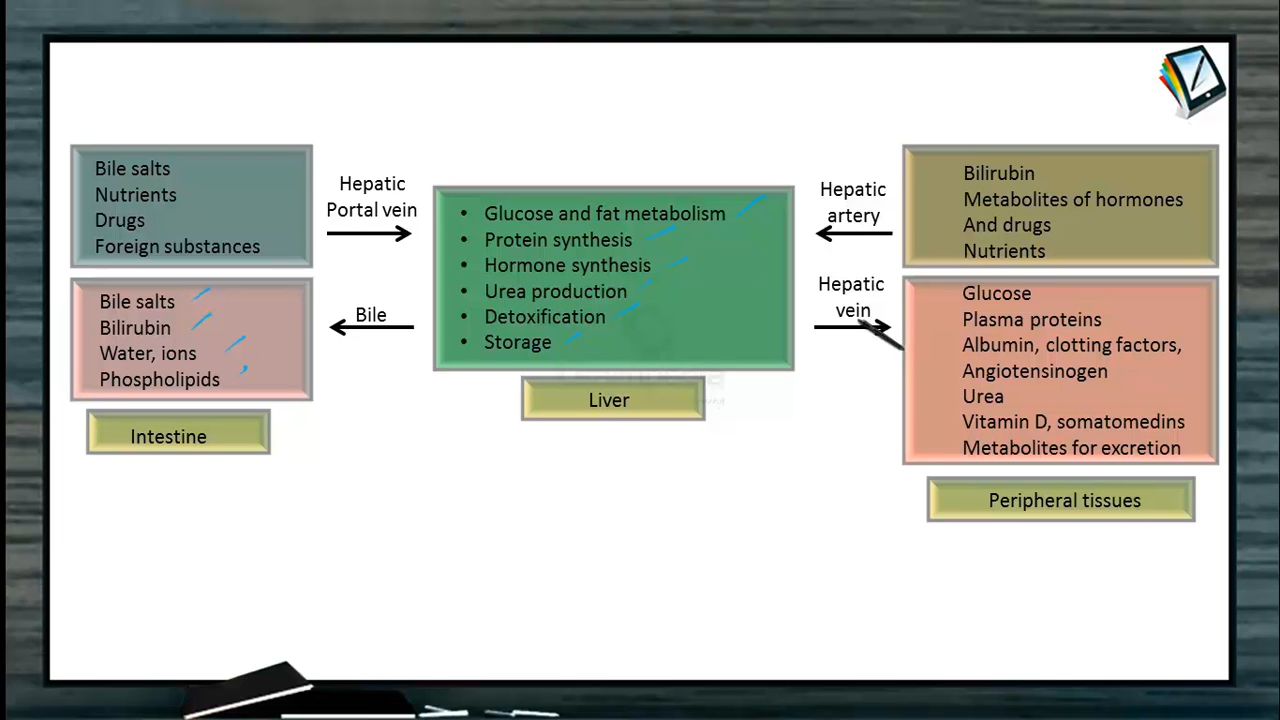 Bile salts
Nutrients
Drugs
Foreign substances
Hepatic
Portal vein
Bile salts
Bilirubin
Water, ions
Phospholipids
Bile
Intestine
• Glucose and fat metabolism
• Protein synthesis
• Hormone synthesis
• Urea production
• Detoxification
• Storage
Liver
Hepatic
artery
Hepatic
vein
Bilirubin
Metabolites of hormones
And drugs
Nutrients
Glucose
Plasma proteins
Albumin, clotting factors,
Angiotensinogen
Urea
Vitamin D, somatomedins
Metabolites for excretion
Peripheral tissues